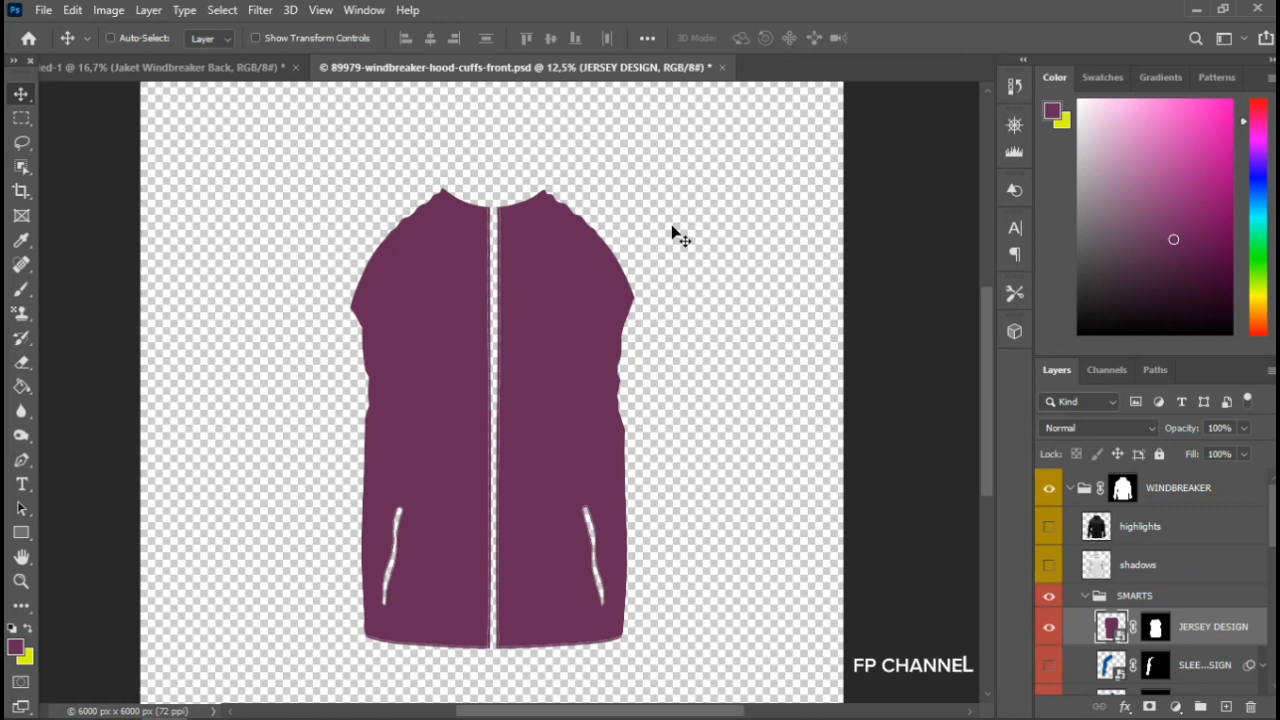 Ps File Edit Image Layer Type Select Filter 3D View Window Help
Auto-Select: Layer Show Transform Controls 3D Mode:
ed-1 @ 16,7% (Jaket Windbreaker Back, RGB/8#) * × © 89979-windbreaker-hood-cuffs-front.psd @ 12,5% (JERSEY DESIGN, RGB/8#) * ×
Color Swatches Gradients Patterns
Layers Channels Paths
Kind
Normal Opacity: 100%
Lock: Fill: 100%
WINDBREAKER
highlights
shadows
SMARTS
JERSEY DESIGN
SLEE...SIGN
FP CHANNEL
© 6000 px x 6000 px (72 ppi)